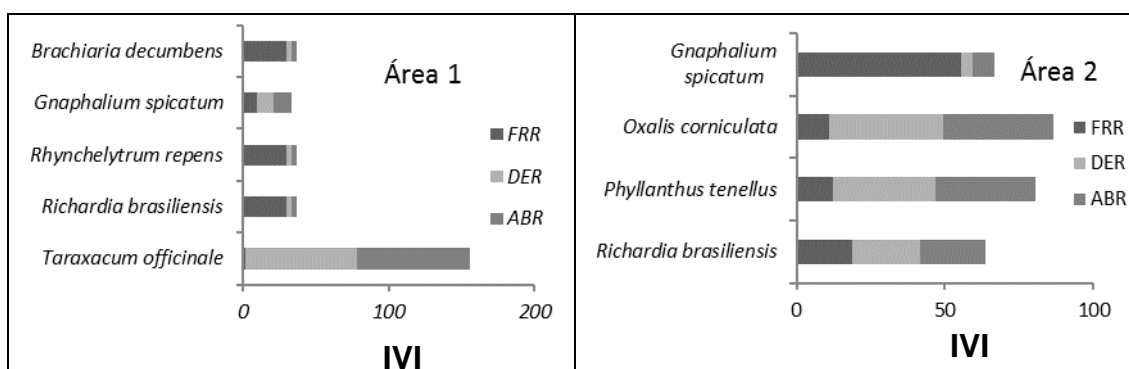 Área 1
Brachiaria decumbens
Gnaphalium spicatum
Rhynchelytrum repens
Richardia brasiliensis
Taraxacum officinale
FRR
DER
ABR
0 100 200
IVI
Área 2
Gnaphalium
spicatum
Oxalis corniculata
Phyllanthus tenellus
Richardia brasiliensis
FRR
DER
ABR
0 50 100
IVI